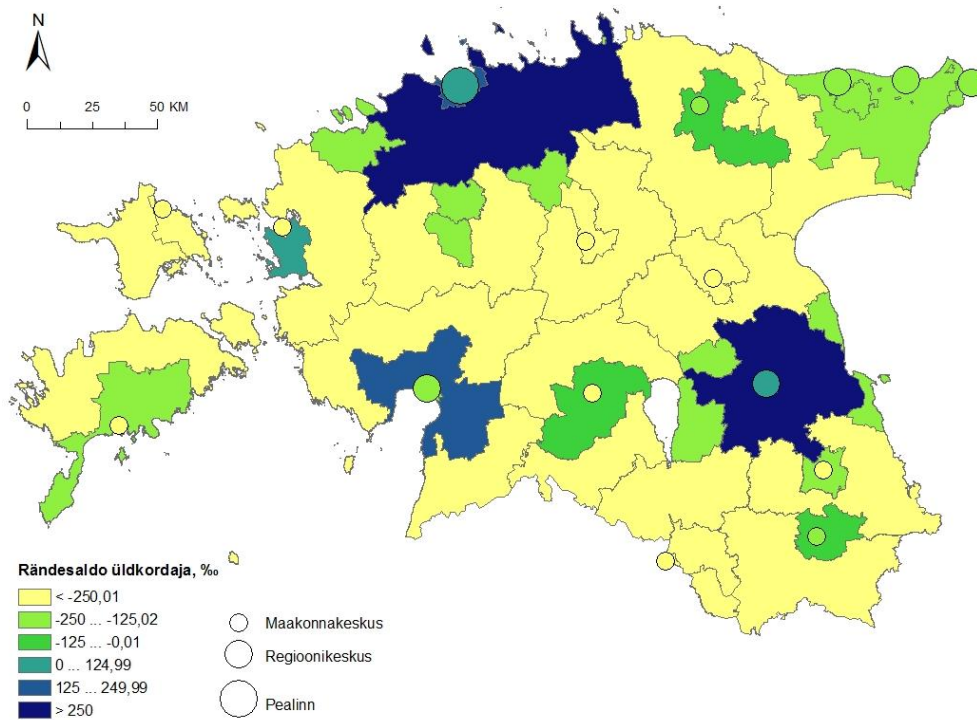 N
0 25 50 KM
Rändesaldo üldkordaja, ‰
< -250,01
-250 ... -125,02
-125 ... -0,01
0 ... 124,99
125 ... 249,99
> 250
Maakonnakeskus
Regioonikeskus
Pealinn